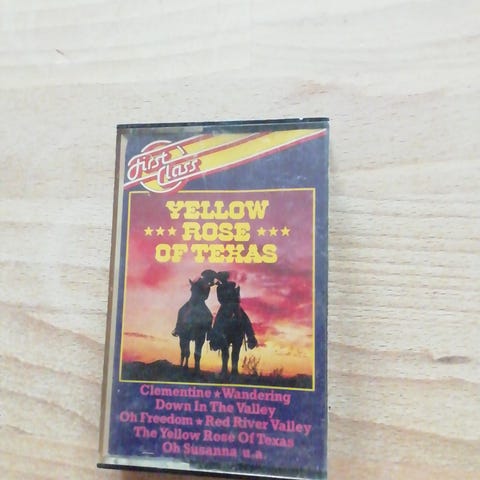 First
Class
YELLOW
★★★ ROSE ★★★
OF TEXAS
Clementine ★ Wandering
Down In The Valley
Oh Freedom ★ Red River Valley
The Yellow Rose Of Texas
Oh Susanna u.a.